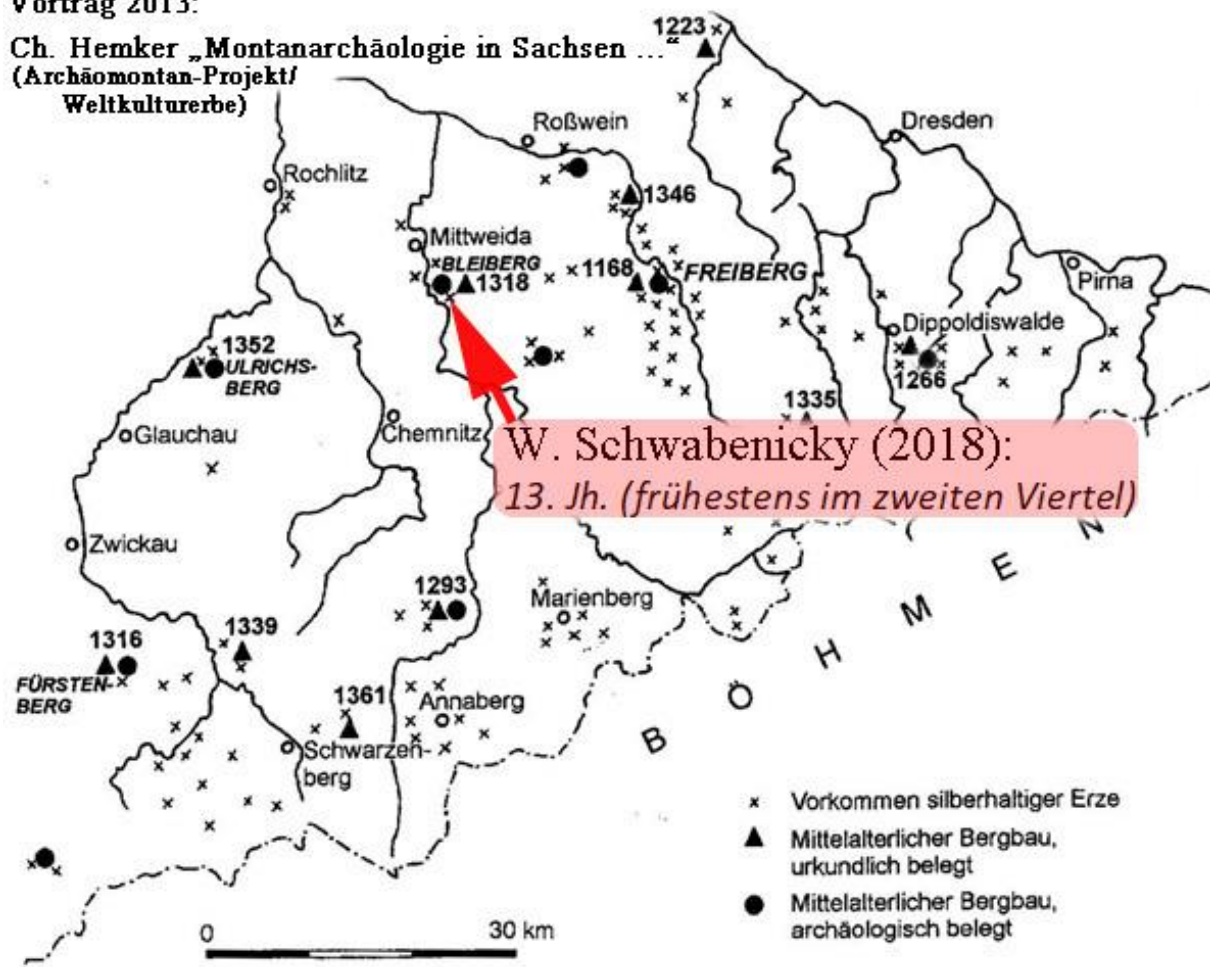 Vortrag 2013:
Ch. Hemker „Montanarchäologie in Sachsen ...“
(Archäomontan-Projekt/
Weltkulturerbe)
1223
Dresden
Roßwein
Rochlitz
1346
Mittweida
BLEIBERG
1318
1168
FREIBERG
Pirna
Dippoldiswalde
1266
1352
ULRICHS-
BERG
1335
Glauchau
Chemnitz
W. Schwabenicky (2018):
13. Jh. (frühestens im zweiten Viertel)
Zwickau
BÖHMEN
1293
Marienberg
1316
1339
FÜRSTEN-
BERG
1361
Annaberg
Schwarzen-
berg
x Vorkommen silberhaltiger Erze
▲ Mittelalterlicher Bergbau,
urkundlich belegt
● Mittelalterlicher Bergbau,
archäologisch belegt
0 30 km